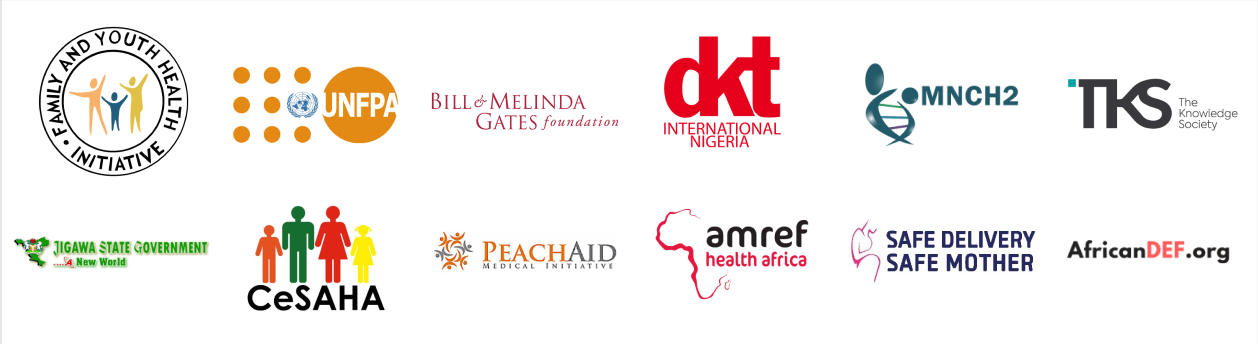 FAMILY AND YOUTH HEALTH
• INITIATIVE •
UNFPA
BILL & MELINDA
GATES foundation
dkt
INTERNATIONAL
NIGERIA
MNCH2
TKS
The
Knowledge
Society
JIGAWA STATE GOVERNMENT
....A New World
CeSAHA
PEACHAID
MEDICAL INITIATIVE
amref
health africa
SAFE DELIVERY
SAFE MOTHER
AfricanDEF.org